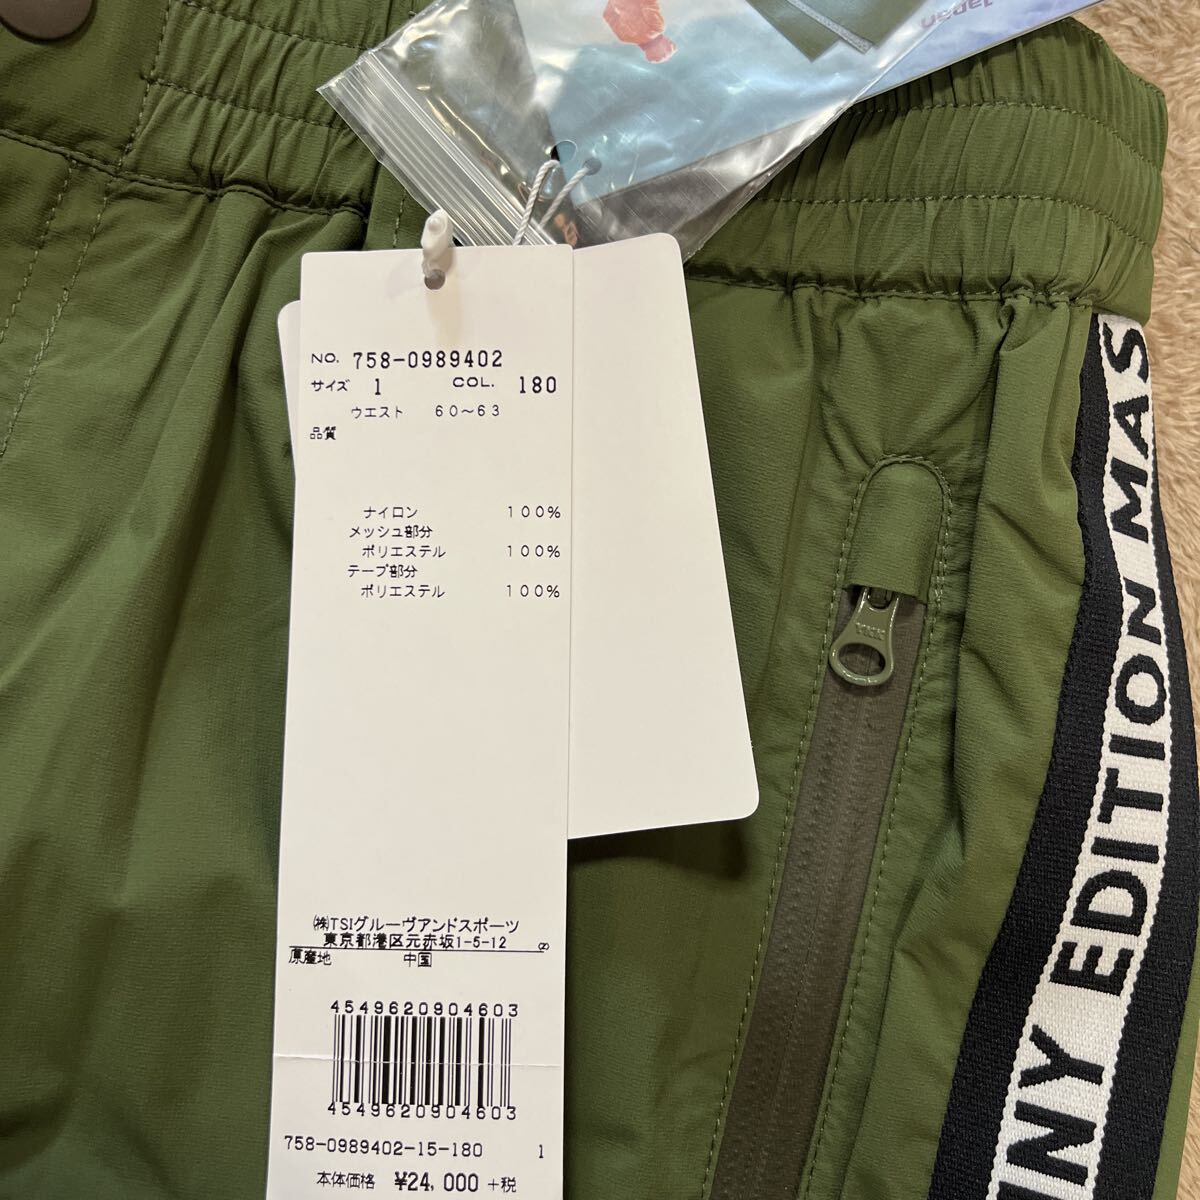 Japan
NO. 758-0989402
サイズ 1 COL. 180
ウエスト 60〜63
品質
ナイロン 100%
メッシュ部分
ポリエステル 100%
テープ部分
ポリエステル 100%
㈱TSIグルーヴアンドスポーツ
東京都港区元赤坂1-5-12
原産地 中国
4549620904603
4549620904603
758-0989402-15-180 1
本体価格 ¥24,000 +税
YKK
NY EDITION MAS